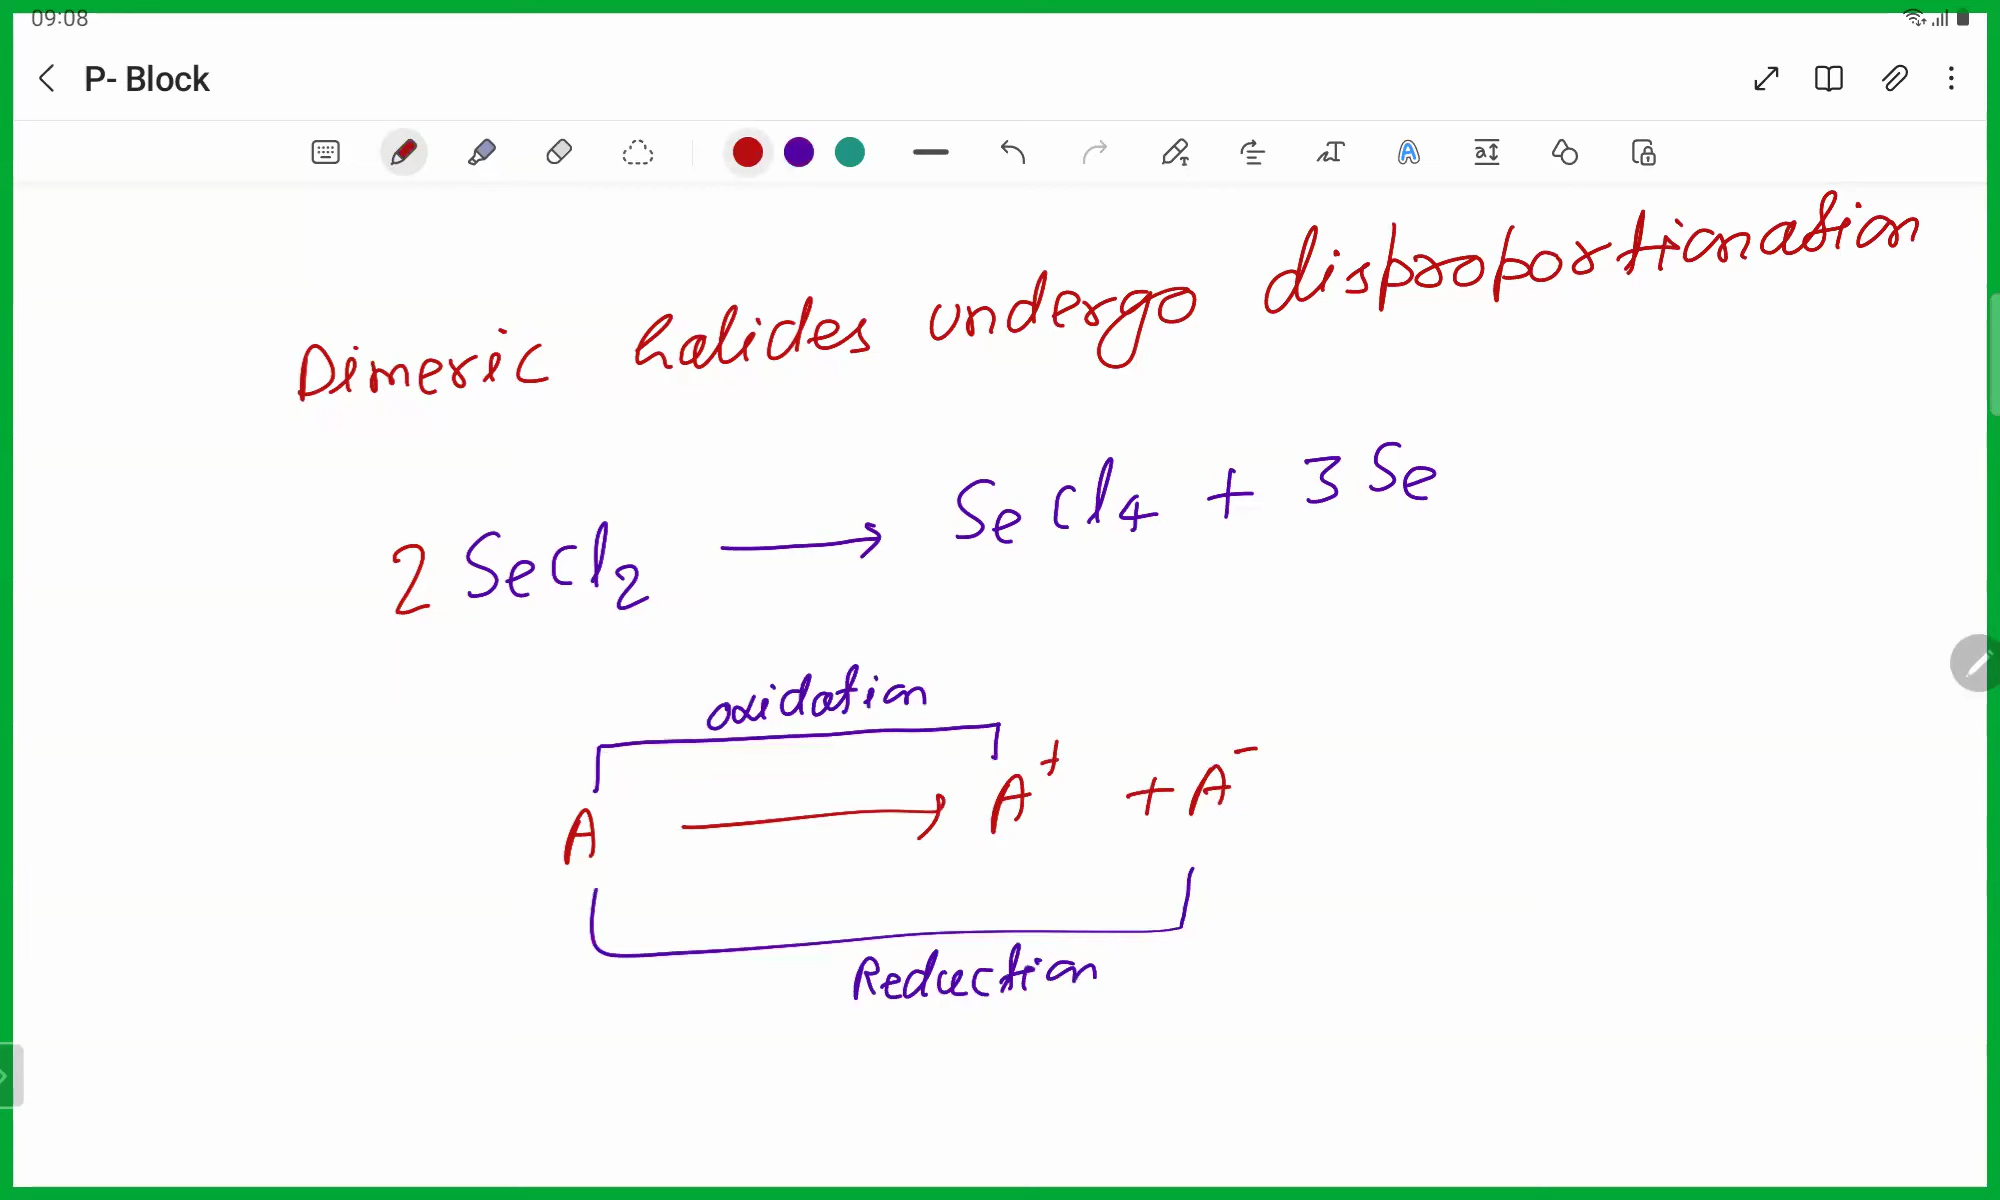 09:08
P- Block
Dimeric halides undergo disproportionation
2 SeCl₂ ⟶ SeCl₄ + 3 Se
oxidation
A ⟶ A⁺ + A⁻
Reduction